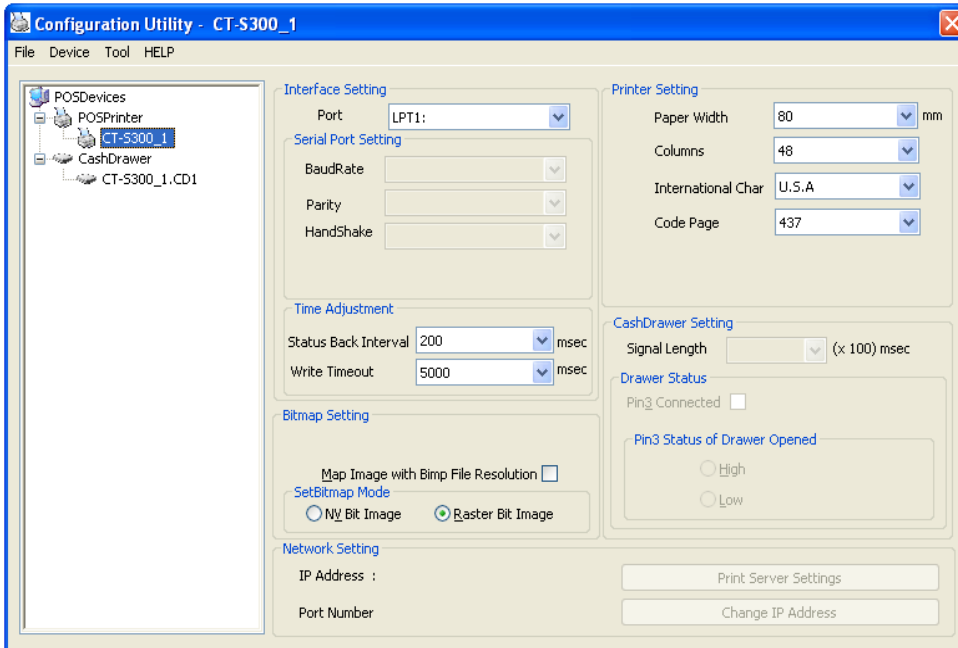 Configuration Utility - CT-S300_1
File Device Tool HELP
POSDevices
POSPrinter
CT-S300_1
CashDrawer
CT-S300_1.CD1
Interface Setting
Port LPT1:
Serial Port Setting
BaudRate
Parity
HandShake
Time Adjustment
Status Back Interval 200 msec
Write Timeout 5000 msec
Bitmap Setting
Map Image with Bimp File Resolution
SetBitmap Mode
NV Bit Image Raster Bit Image
Printer Setting
Paper Width 80 mm
Columns 48
International Char U.S.A
Code Page 437
CashDrawer Setting
Signal Length (x 100) msec
Drawer Status
Pin3 Connected
Pin3 Status of Drawer Opened
High
Low
Network Setting
IP Address :
Port Number
Print Server Settings
Change IP Address